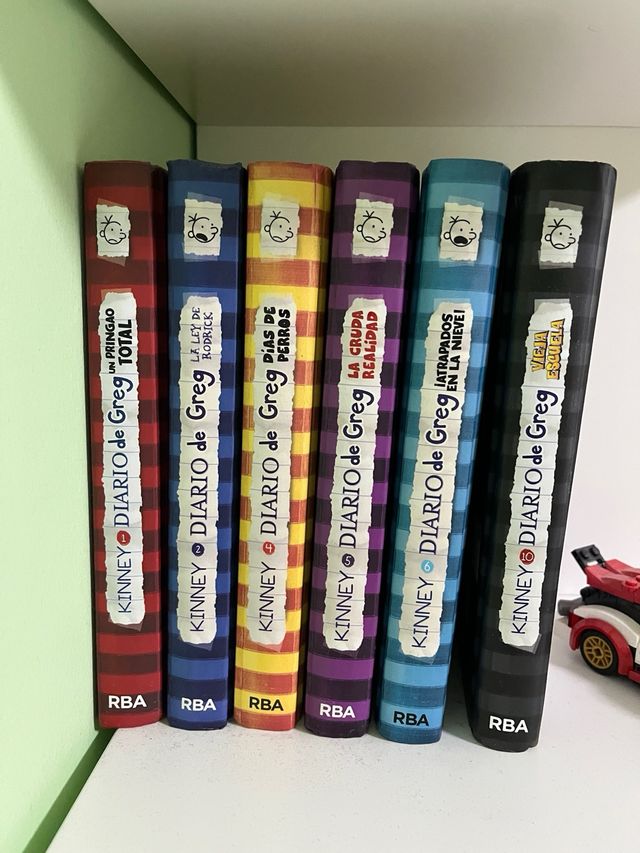 KINNEY 1 DIARIO de Greg
UN PRINGAO
TOTAL
RBA
KINNEY 2 DIARIO de Greg
LA LEY DE
RODRICK
RBA
KINNEY 4 DIARIO de Greg
DÍAS DE
PERROS
RBA
KINNEY 5 DIARIO de Greg
LA CRUDA
REALIDAD
RBA
KINNEY 6 DIARIO de Greg
¡ATRAPADOS
EN LA NIEVE!
RBA
KINNEY 10 DIARIO de Greg
VIEJA
ESCUELA
RBA